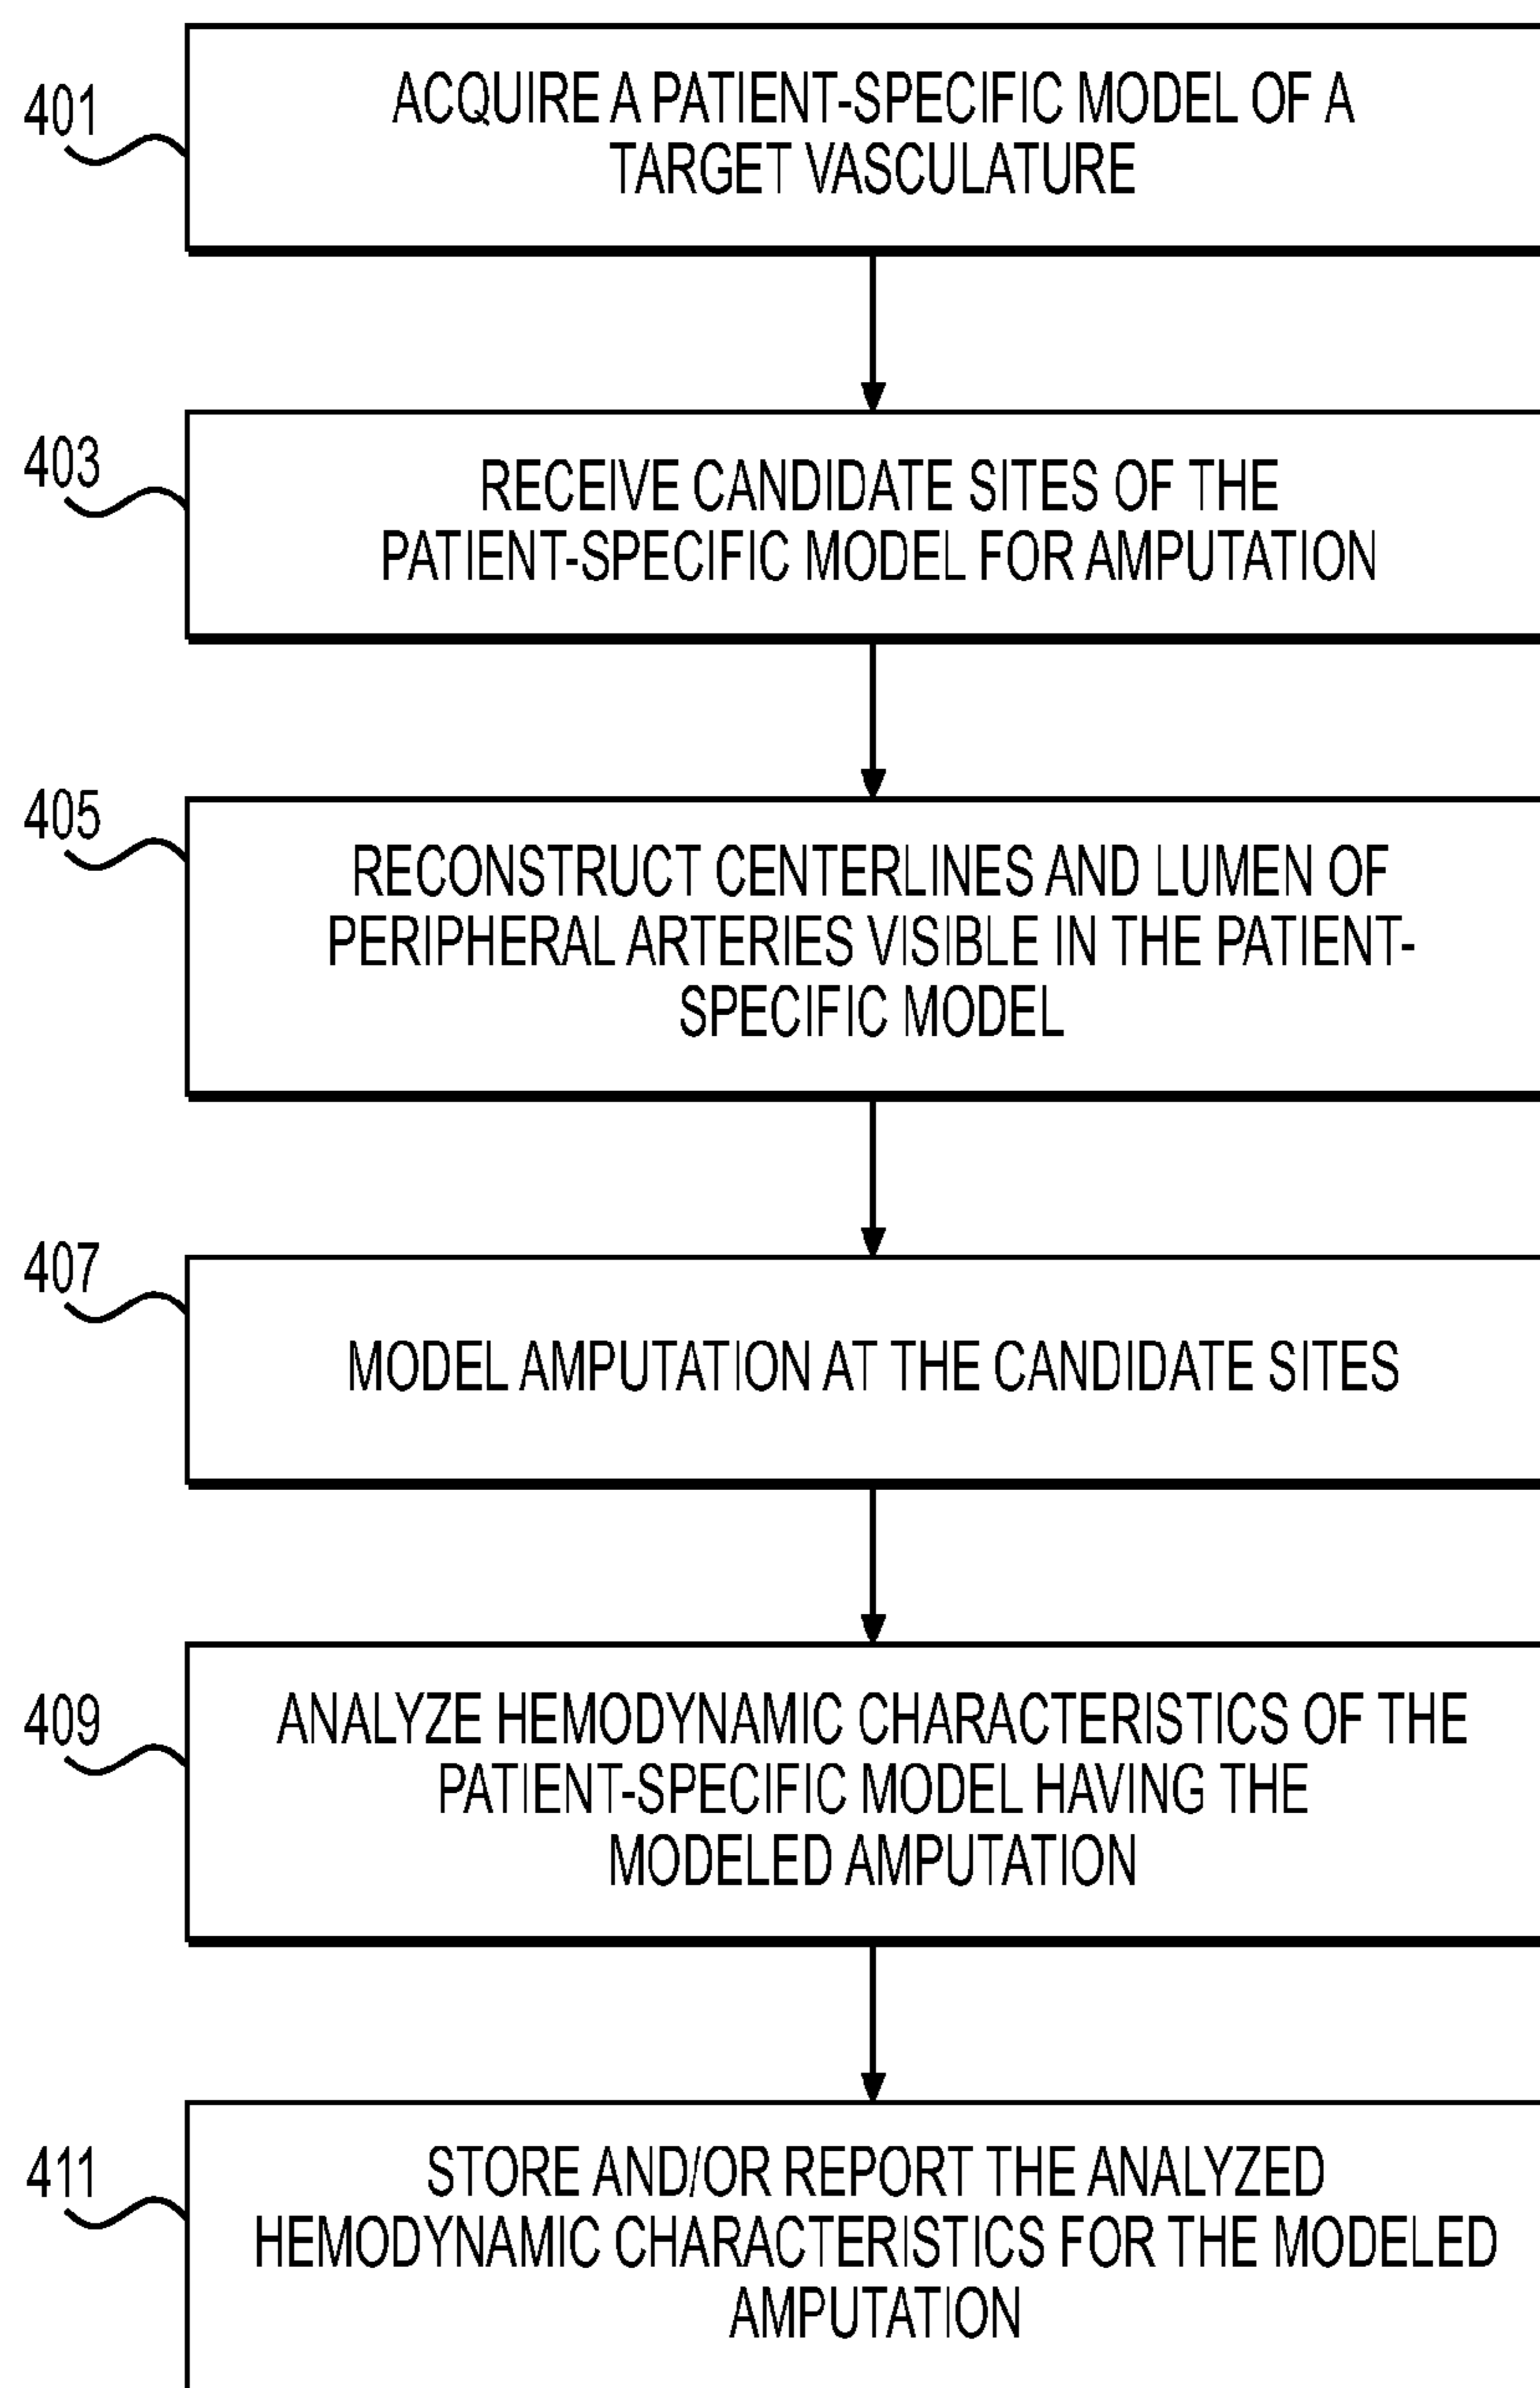 401
ACQUIRE A PATIENT-SPECIFIC MODEL OF A
TARGET VASCULATURE
403
RECEIVE CANDIDATE SITES OF THE
PATIENT-SPECIFIC MODEL FOR AMPUTATION
405
RECONSTRUCT CENTERLINES AND LUMEN OF
PERIPHERAL ARTERIES VISIBLE IN THE PATIENT-
SPECIFIC MODEL
407
MODEL AMPUTATION AT THE CANDIDATE SITES
409
ANALYZE HEMODYNAMIC CHARACTERISTICS OF THE
PATIENT-SPECIFIC MODEL HAVING THE
MODELED AMPUTATION
411
STORE AND/OR REPORT THE ANALYZED
HEMODYNAMIC CHARACTERISTICS FOR THE MODELED
AMPUTATION